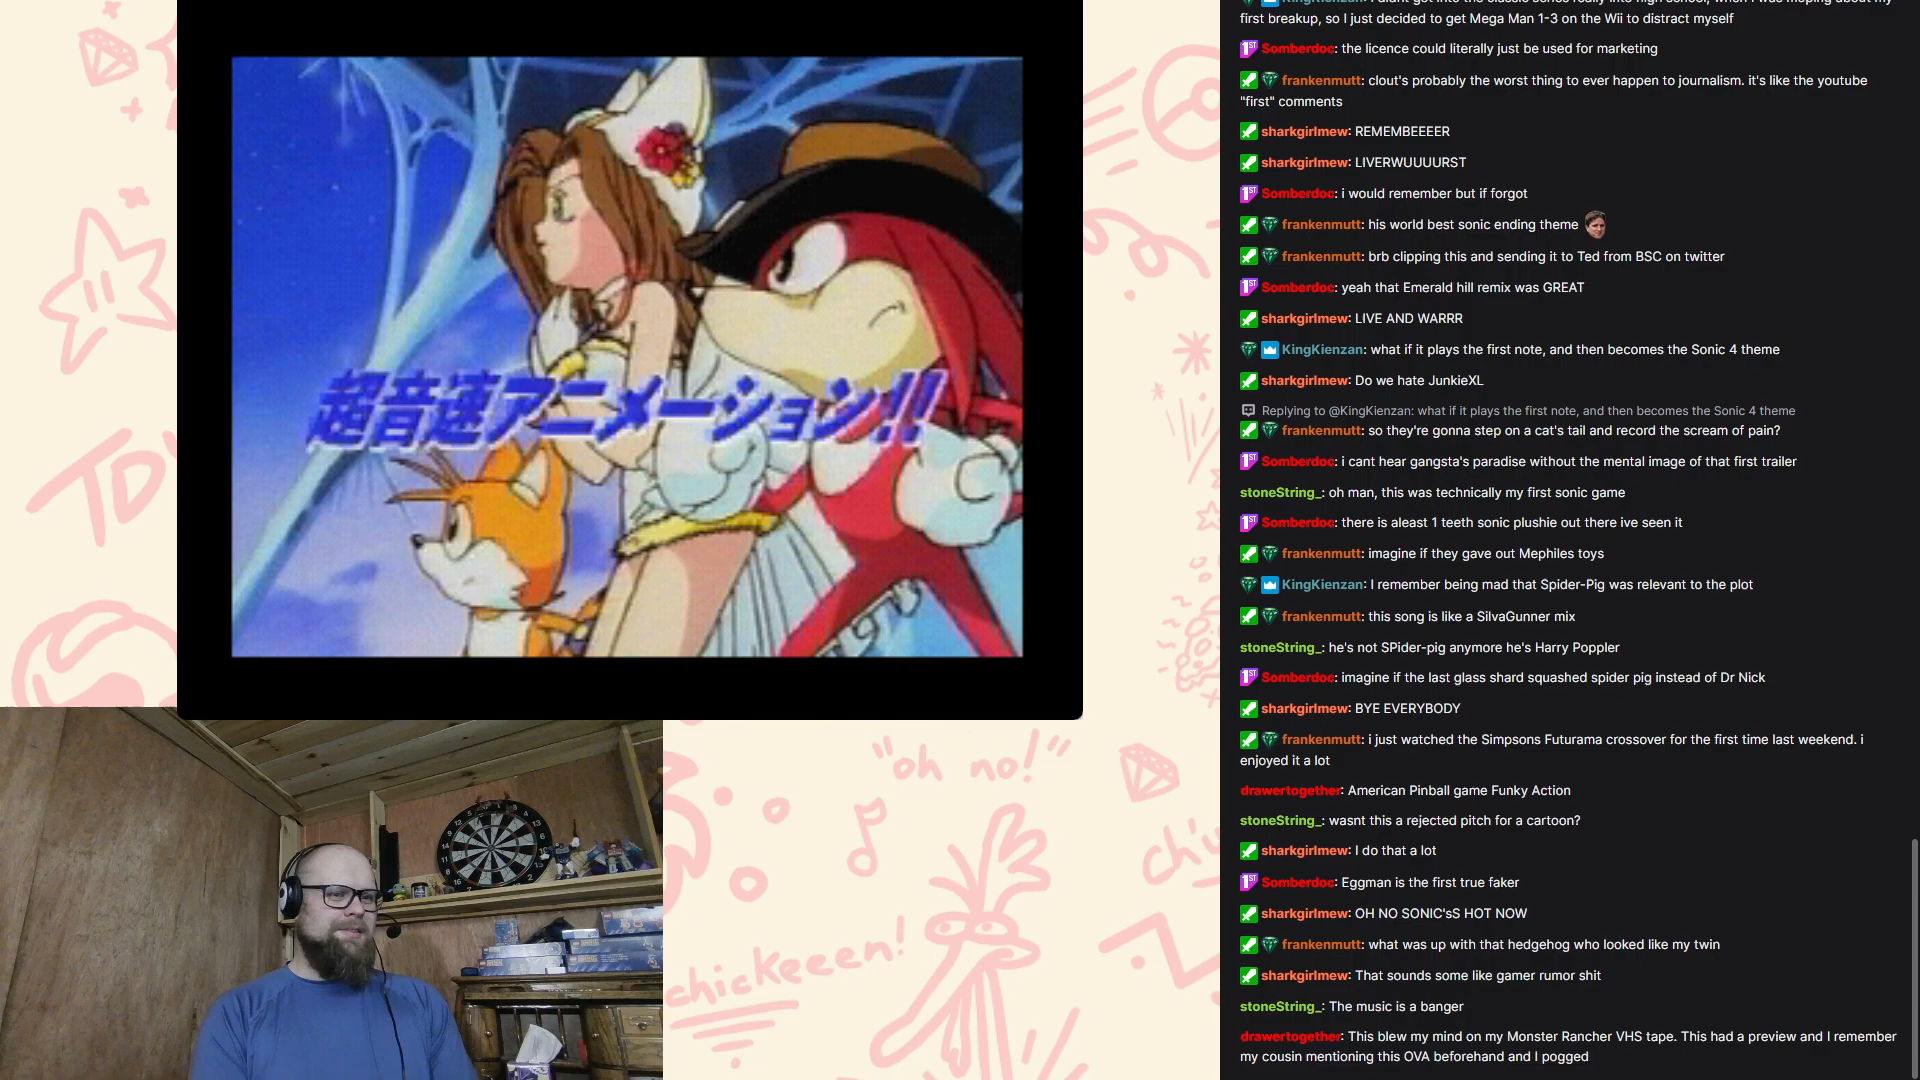 超音速アニメーション!!
"oh no!"
chickeeen!
first breakup, so I just decided to get Mega Man 1-3 on the Wii to distract myself
Somberdoc: the licence could literally just be used for marketing
frankenmutt: clout's probably the worst thing to ever happen to journalism. it's like the youtube
"first" comments
sharkgirlmew: REMEMBEEEER
sharkgirlmew: LIVERWUUUURST
Somberdoc: i would remember but if forgot
frankenmutt: his world best sonic ending theme
frankenmutt: brb clipping this and sending it to Ted from BSC on twitter
Somberdoc: yeah that Emerald hill remix was GREAT
sharkgirlmew: LIVE AND WARRR
KingKienzan: what if it plays the first note, and then becomes the Sonic 4 theme
sharkgirlmew: Do we hate JunkieXL
Replying to @KingKienzan: what if it plays the first note, and then becomes the Sonic 4 theme
frankenmutt: so they're gonna step on a cat's tail and record the scream of pain?
Somberdoc: i cant hear gangsta's paradise without the mental image of that first trailer
stoneString_: oh man, this was technically my first sonic game
Somberdoc: there is aleast 1 teeth sonic plushie out there ive seen it
frankenmutt: imagine if they gave out Mephiles toys
KingKienzan: I remember being mad that Spider-Pig was relevant to the plot
frankenmutt: this song is like a SilvaGunner mix
stoneString_: he's not SPider-pig anymore he's Harry Poppler
Somberdoc: imagine if the last glass shard squashed spider pig instead of Dr Nick
sharkgirlmew: BYE EVERYBODY
frankenmutt: i just watched the Simpsons Futurama crossover for the first time last weekend. i
enjoyed it a lot
drawertogether: American Pinball game Funky Action
stoneString_: wasnt this a rejected pitch for a cartoon?
sharkgirlmew: I do that a lot
Somberdoc: Eggman is the first true faker
sharkgirlmew: OH NO SONIC'sS HOT NOW
frankenmutt: what was up with that hedgehog who looked like my twin
sharkgirlmew: That sounds some like gamer rumor shit
stoneString_: The music is a banger
drawertogether: This blew my mind on my Monster Rancher VHS tape. This had a preview and I remember
my cousin mentioning this OVA beforehand and I pogged